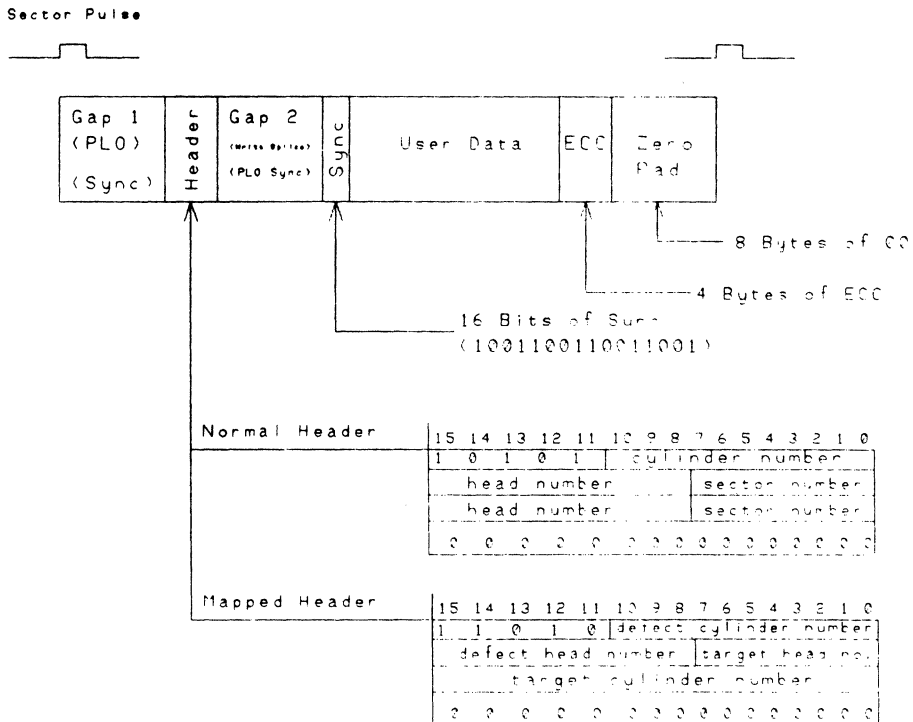 Sector Pulse
Gap 1
(PLO)
(Sync)
Header
Gap 2
(Write Splice)
(PLO Sync)
Sync
User Data
ECC
Zero
Pad
8 Bytes of 00
4 Bytes of ECC
16 Bits of Sync
(1001100110011001)
Normal Header
15 14 13 12 11 10 9 8 7 6 5 4 3 2 1 0
1 0 1 0 1 cylinder number
head number sector number
head number sector number
0 0 0 0 0 0 0 0 0 0 0 0 0 0 0 0
Mapped Header
15 14 13 12 11 10 9 8 7 6 5 4 3 2 1 0
1 1 0 1 0 defect cylinder number
defect head number target head no.
target cylinder number
0 0 0 0 0 0 0 0 0 0 0 0 0 0 0 0